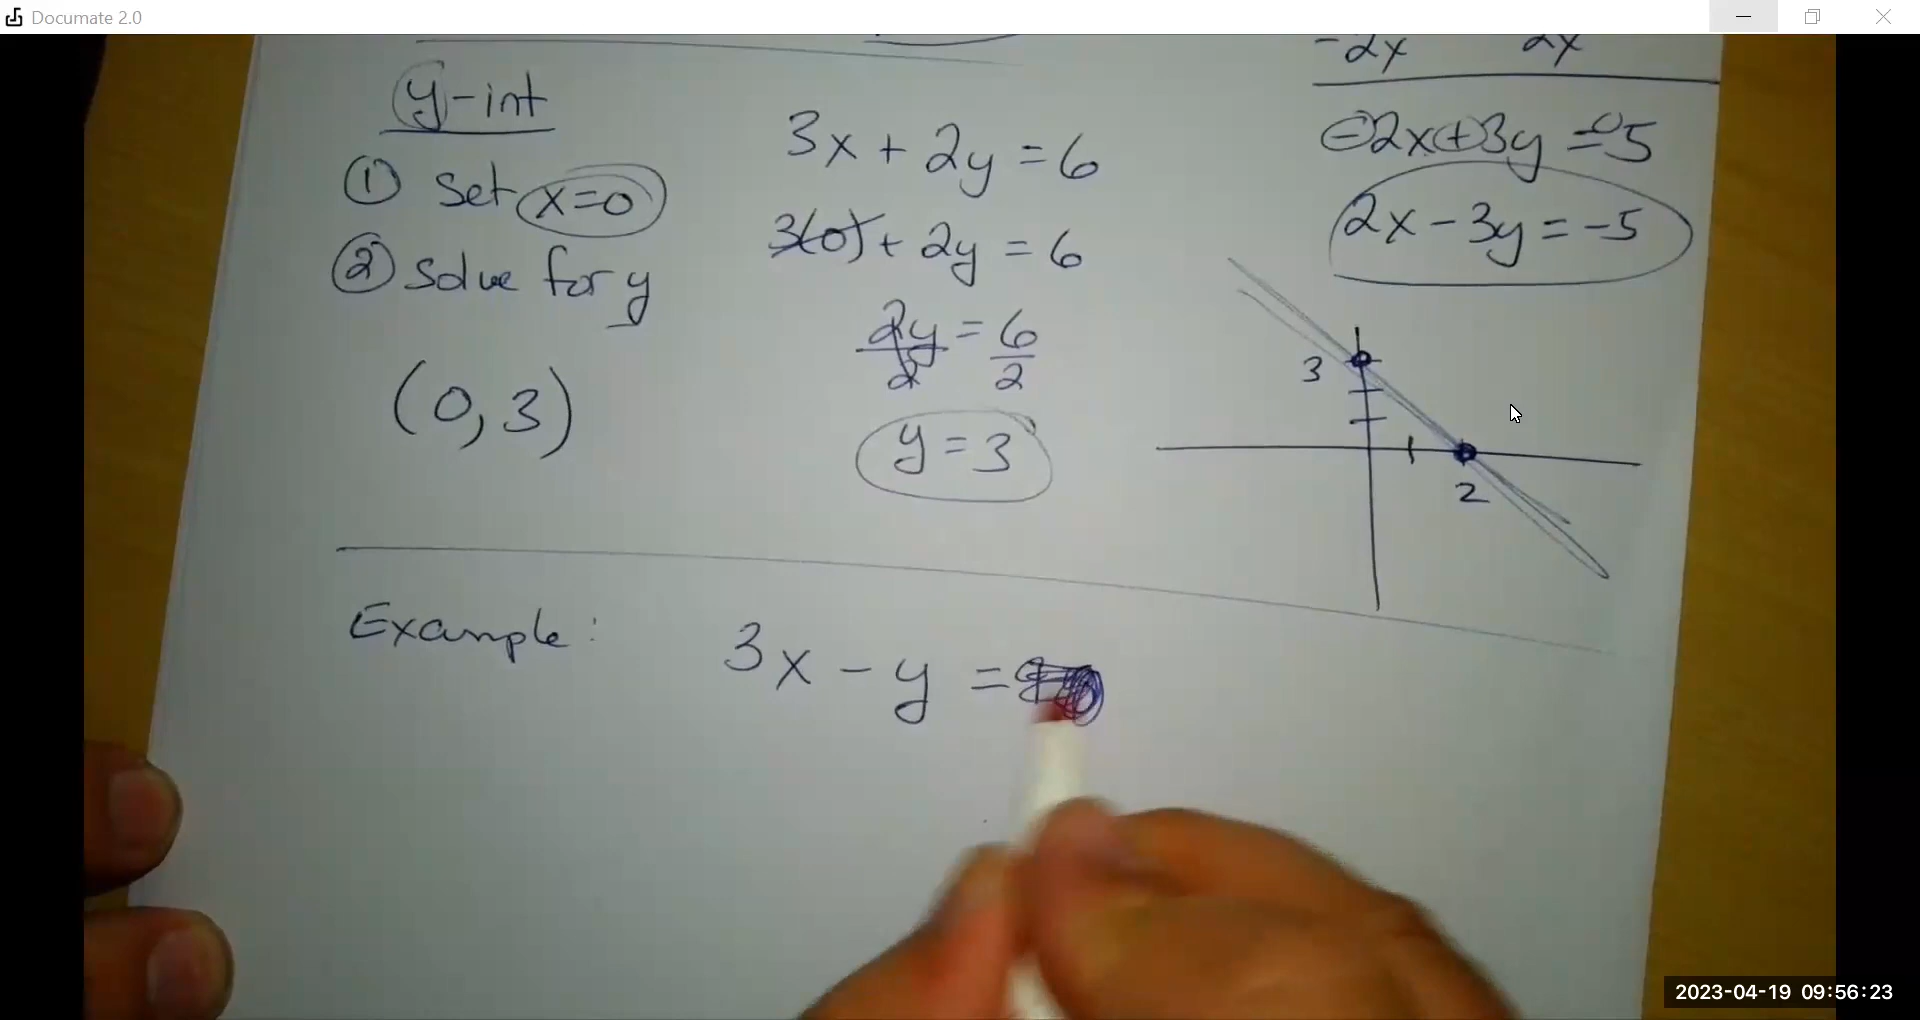 Documate 2.0
-2x 2x
y-int
① Set x=0
② Solve for y
(0,3)
3x + 2y = 6
3(0) + 2y = 6
2y = 6
2 2
y = 3
-2x+3y = 5
2x - 3y = -5
3
2
Example:
3x - y =
2023-04-19 09:56:23